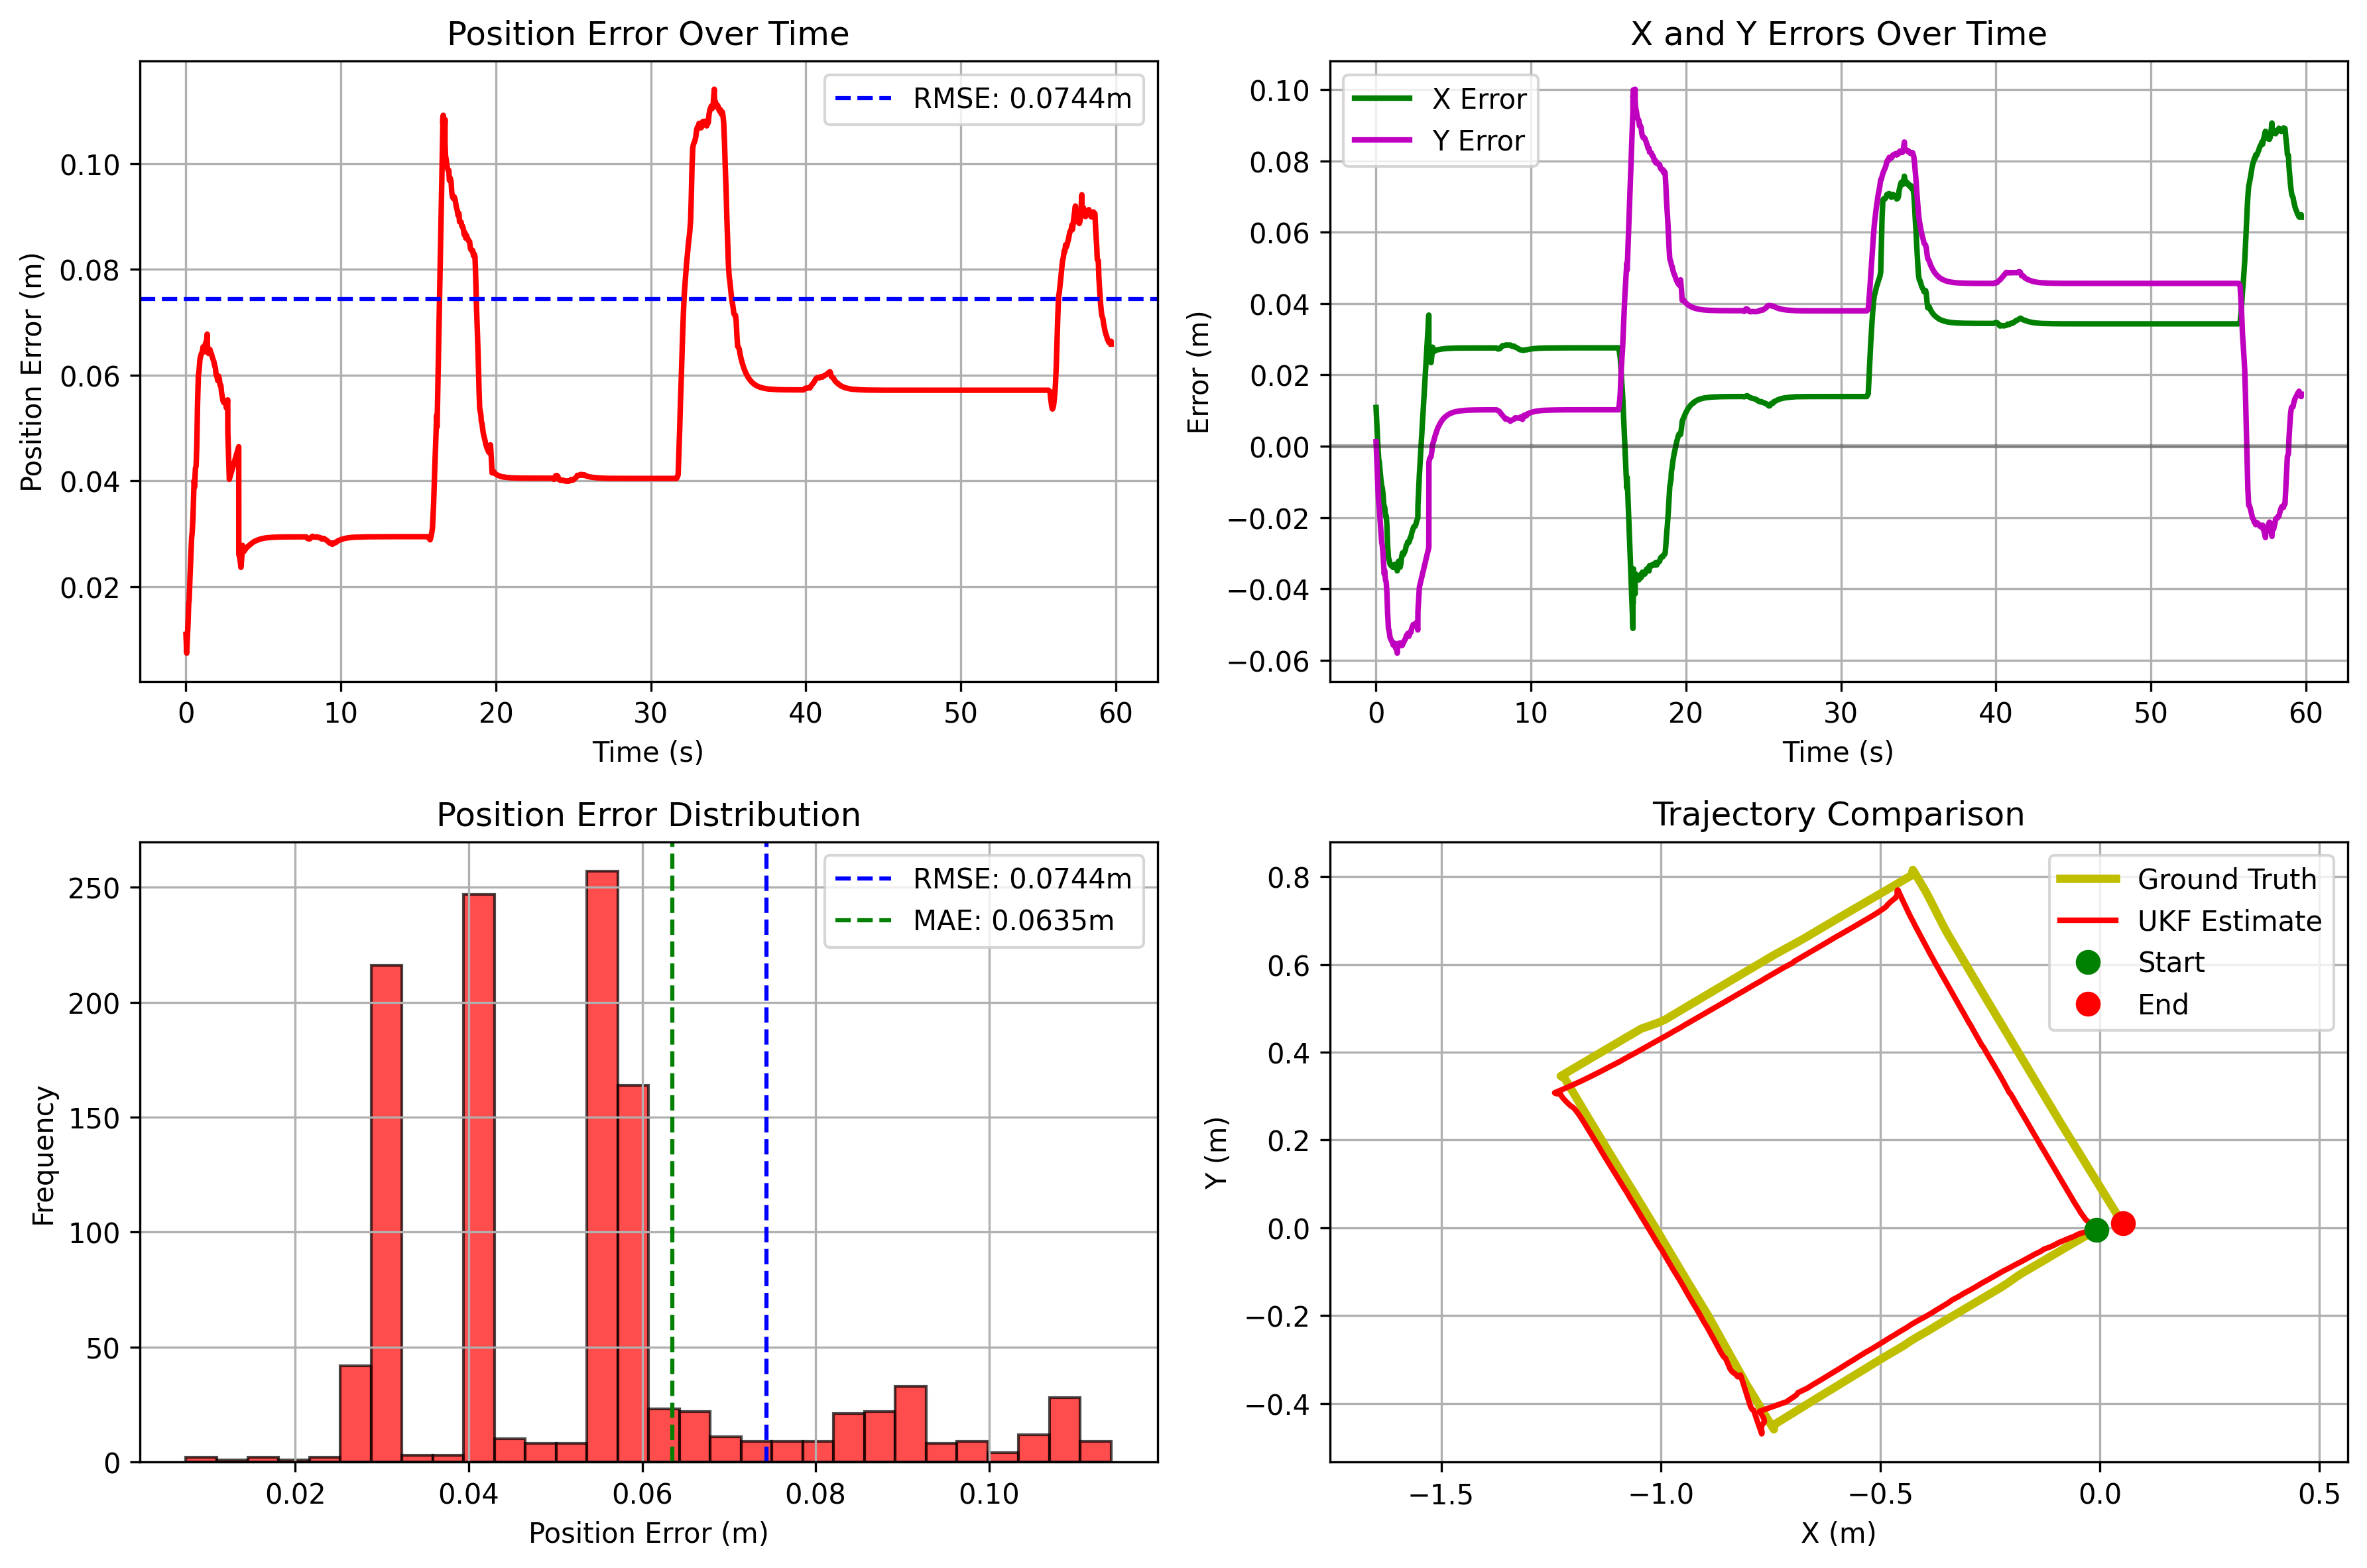 Position Error Over Time
Position Error (m)
0.10
0.08
0.06
0.04
0.02
RMSE: 0.0744m
0 10 20 30 40 50 60
Time (s)
X and Y Errors Over Time
Error (m)
0.10
0.08
0.06
0.04
0.02
0.00
−0.02
−0.04
−0.06
X Error
Y Error
0 10 20 30 40 50 60
Time (s)
Position Error Distribution
Frequency
250
200
150
100
50
0
RMSE: 0.0744m
MAE: 0.0635m
0.02 0.04 0.06 0.08 0.10
Position Error (m)
Trajectory Comparison
Y (m)
0.8
0.6
0.4
0.2
0.0
−0.2
−0.4
Ground Truth
UKF Estimate
Start
End
−1.5 −1.0 −0.5 0.0 0.5
X (m)